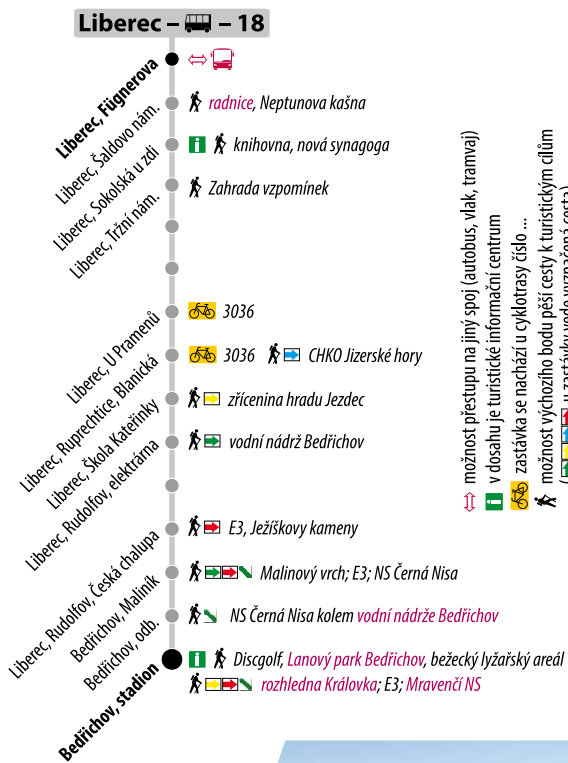 Liberec – – 18
Liberec, Fügnerova
Liberec, Šaldovo nám.
radnice, Neptunova kašna
Liberec, Sokolská u zdi
knihovna, nová synagoga
Liberec, Tržní nám.
Zahrada vzpomínek
Liberec, U Pramenů
3036
Liberec, Ruprechtice, Blanická
3036 CHKO Jizerské hory
Liberec, Škola Kateřinky
zřícenina hradu Jezdec
Liberec, Rudolfov, elektrárna
vodní nádrž Bedřichov
Liberec, Rudolfov, Česká chalupa
E3, Ježíškovy kameny
Bedřichov, Maliník
Malinový vrch; E3; NS Černá Nisa
Bedřichov, odb.
NS Černá Nisa kolem vodní nádrže Bedřichov
Bedřichov, stadion
Discgolf, Lanový park Bedřichov, bežecký lyžařský areál
rozhledna Královka; E3; Mravenčí NS
možnost přestupu na jiný spoj (autobus, vlak, tramvaj)
v dosahu je turistické informační centrum
zastávka se nachází u cyklotrasy číslo ...
možnost výchozího bodu pěší cesty k turistickým cílům
u zastávky vede vyznačená cesta)